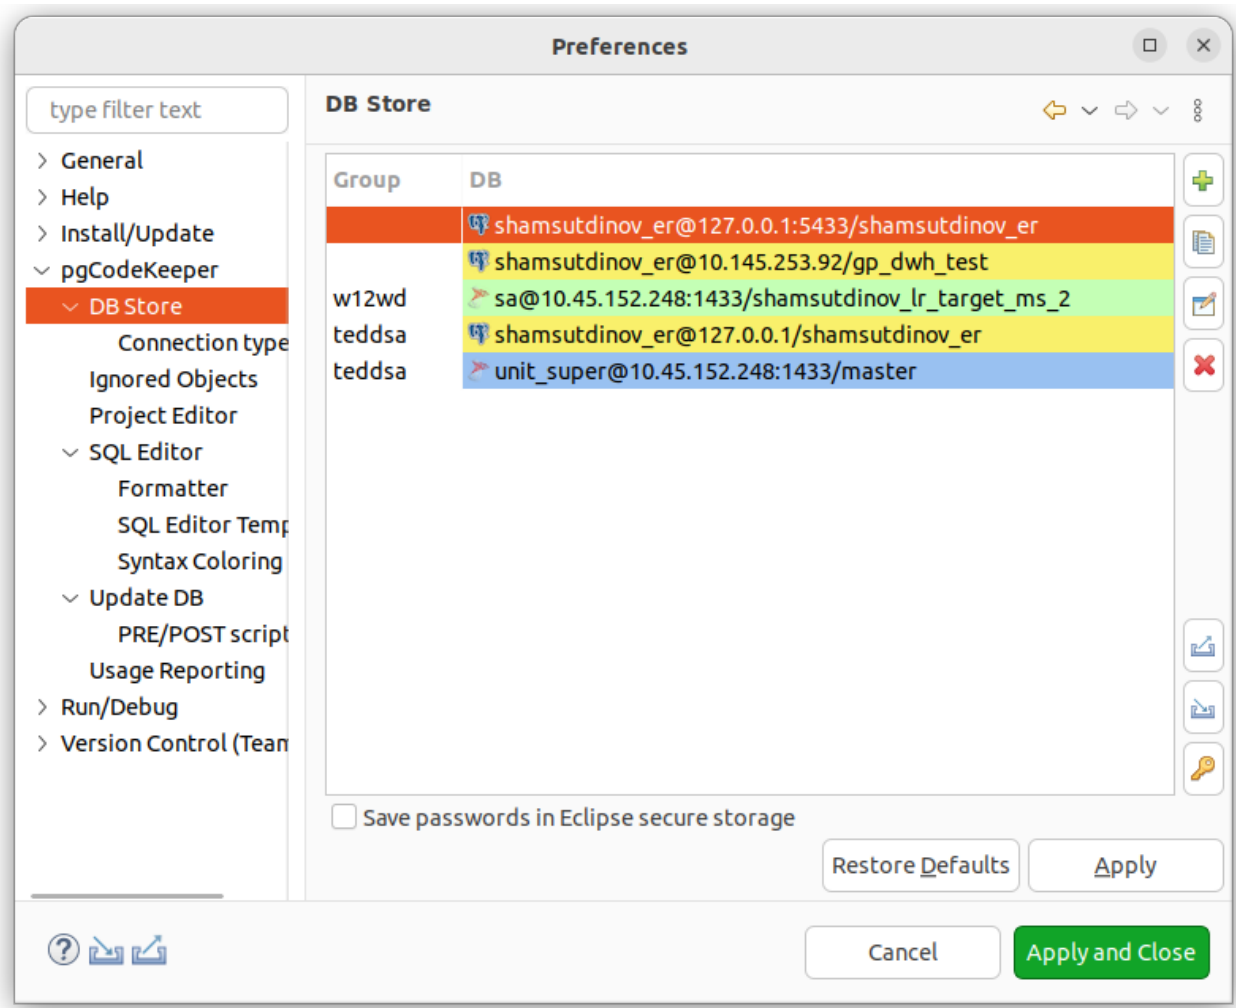 Preferences
type filter text
General
Help
Install/Update
pgCodeKeeper
DB Store
Connection type
Ignored Objects
Project Editor
SQL Editor
Formatter
SQL Editor Temp
Syntax Coloring
Update DB
PRE/POST script
Usage Reporting
Run/Debug
Version Control (Team
DB Store
Group DB
shamsutdinov_er@127.0.0.1:5433/shamsutdinov_er
shamsutdinov_er@10.145.253.92/gp_dwh_test
w12wd sa@10.45.152.248:1433/shamsutdinov_lr_target_ms_2
teddsa shamsutdinov_er@127.0.0.1/shamsutdinov_er
teddsa unit_super@10.45.152.248:1433/master
Save passwords in Eclipse secure storage
Restore Defaults Apply
Cancel Apply and Close